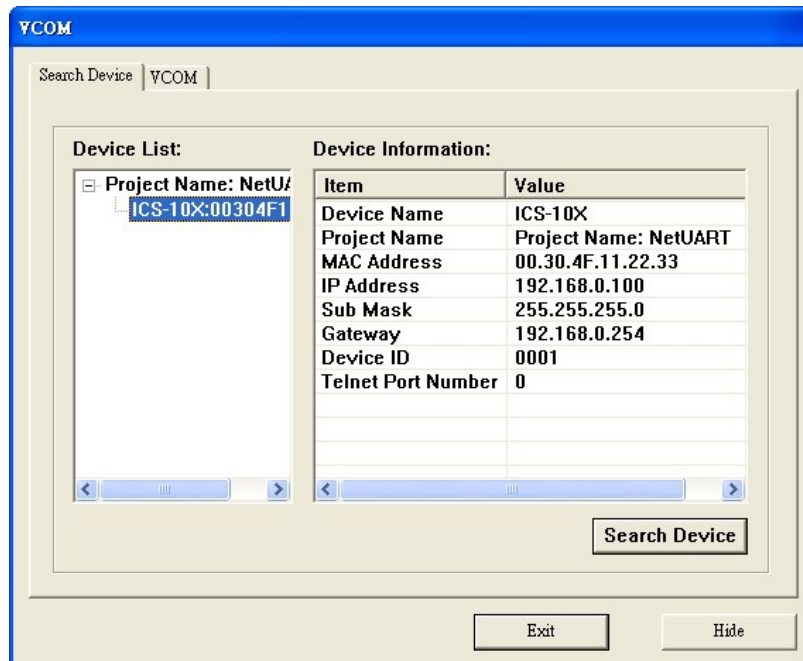 VCOM
Search Device VCOM
Device List: Device Information:
Project Name: NetUA
ICS-10X:00304F1
Item Value
Device Name ICS-10X
Project Name Project Name: NetUART
MAC Address 00.30.4F.11.22.33
IP Address 192.168.0.100
Sub Mask 255.255.255.0
Gateway 192.168.0.254
Device ID 0001
Telnet Port Number 0
Search Device
Exit Hide